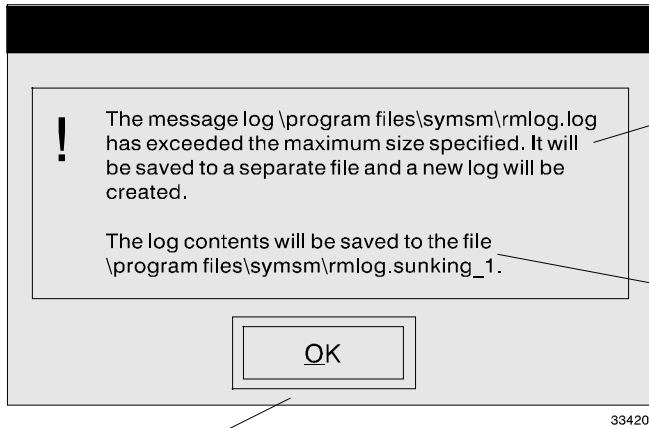 ! The message log \program files\symsm\rmlog.log
has exceeded the maximum size specified. It will
be saved to a separate file and a new log will be
created.
The log contents will be saved to the file
\program files\symsm\rmlog.sunking_1.
OK
33420